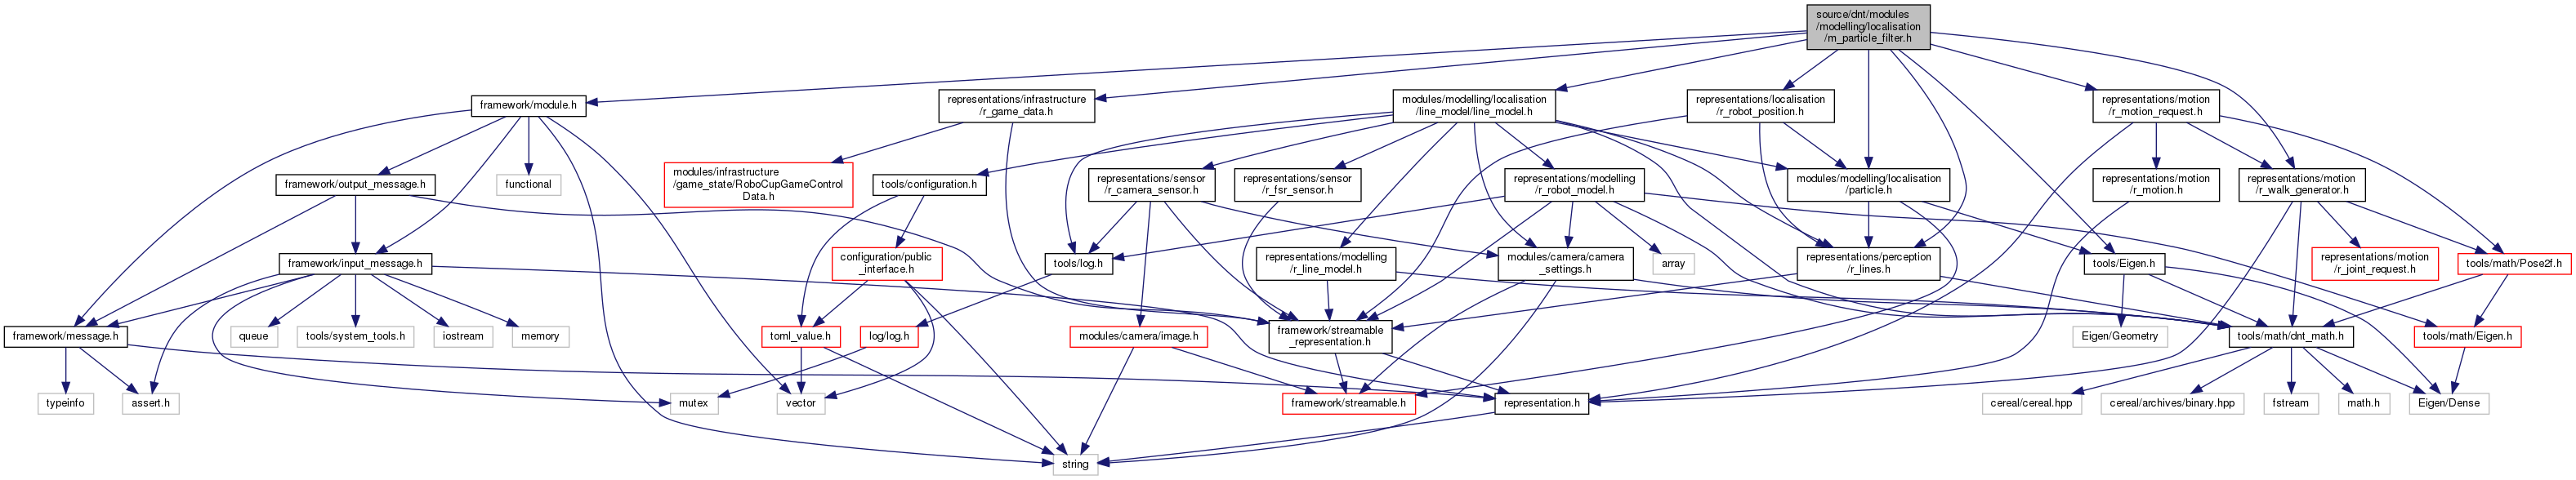 source/dnt/modules
/modelling/localisation
/m_particle_filter.h
framework/module.h
representations/infrastructure
/r_game_data.h
modules/modelling/localisation
/line_model/line_model.h
representations/localisation
/r_robot_position.h
representations/motion
/r_motion_request.h
framework/output_message.h
functional
modules/infrastructure
/game_state/RoboCupGameControl
Data.h
tools/configuration.h
representations/sensor
/r_camera_sensor.h
representations/sensor
/r_fsr_sensor.h
representations/modelling
/r_robot_model.h
modules/modelling/localisation
/particle.h
representations/motion
/r_motion.h
representations/motion
/r_walk_generator.h
framework/input_message.h
configuration/public
_interface.h
tools/log.h
representations/modelling
/r_line_model.h
modules/camera/camera
_settings.h
array
representations/perception
/r_lines.h
tools/Eigen.h
representations/motion
/r_joint_request.h
tools/math/Pose2f.h
framework/message.h
queue
tools/system_tools.h
iostream
memory
toml_value.h
log/log.h
modules/camera/image.h
framework/streamable
_representation.h
Eigen/Geometry
tools/math/dnt_math.h
tools/math/Eigen.h
typeinfo
assert.h
mutex
vector
framework/streamable.h
representation.h
cereal/cereal.hpp
cereal/archives/binary.hpp
fstream
math.h
Eigen/Dense
string